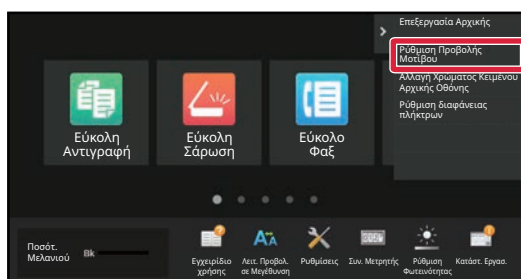 Επεξεργασία Αρχικής
Ρύθμιση Προβολής
Μοτίβου
Αλλαγή Χρώματος Κειμένου
Αρχικής Οθόνης
Ρύθμιση διαφάνειας
πλήκτρων
Εύκολη
Αντιγραφή
Εύκολη
Σάρωση
Εύκολο
Φαξ
Ποσότ.
Μελανιού
Bk
Εγχειρίδιο
χρήσης
Λειτ. Προβολ.
σε Μεγέθυνση
Ρυθμίσεις
Συν. Μετρητής
Ρύθμιση
Φωτεινότητας
Κατάστ. Εργασ.